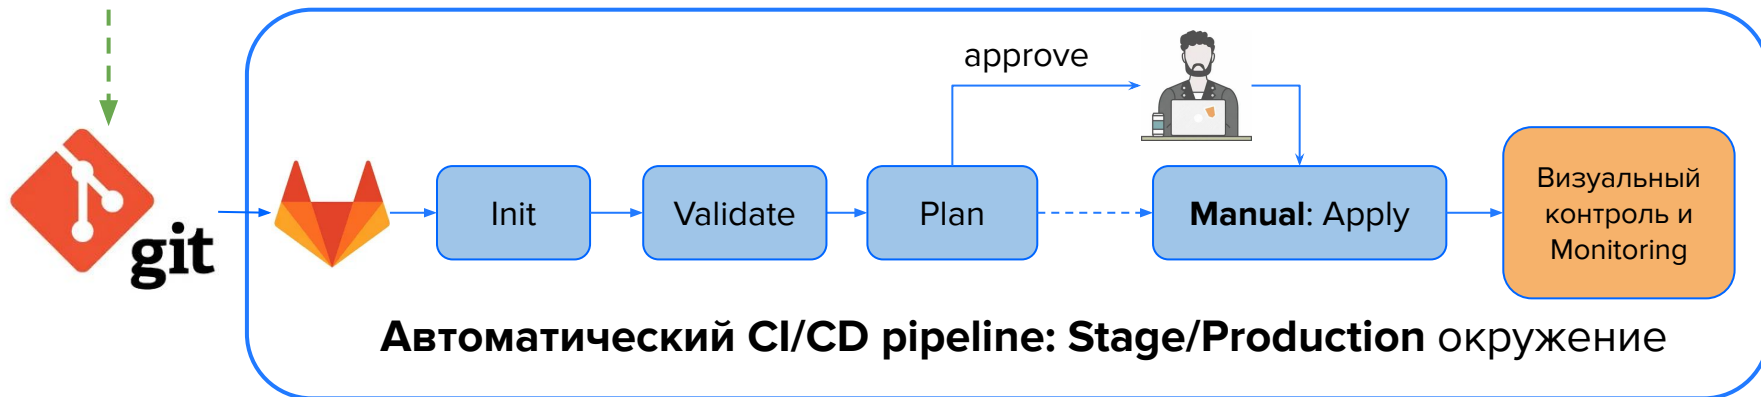 approve
git
Init
Validate
Plan
Manual: Apply
Визуальный
контроль и
Monitoring
Автоматический CI/CD pipeline: Stage/Production окружение